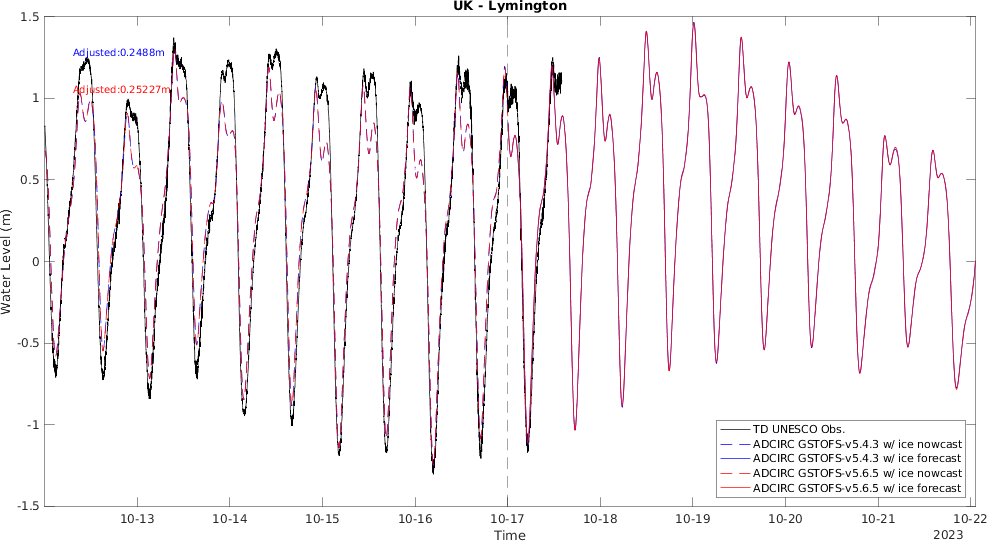 UK - Lymington
1.5
1
0.5
0
-0.5
-1
-1.5
Water Level (m)
Adjusted:0.2488m
Adjusted:0.25227m
TD UNESCO Obs.
ADCIRC GSTOFS-v5.4.3 w/ ice nowcast
ADCIRC GSTOFS-v5.4.3 w/ ice forecast
ADCIRC GSTOFS-v5.6.5 w/ ice nowcast
ADCIRC GSTOFS-v5.6.5 w/ ice forecast
10-13 10-14 10-15 10-16 10-17 10-18 10-19 10-20 10-21 10-22
Time
2023